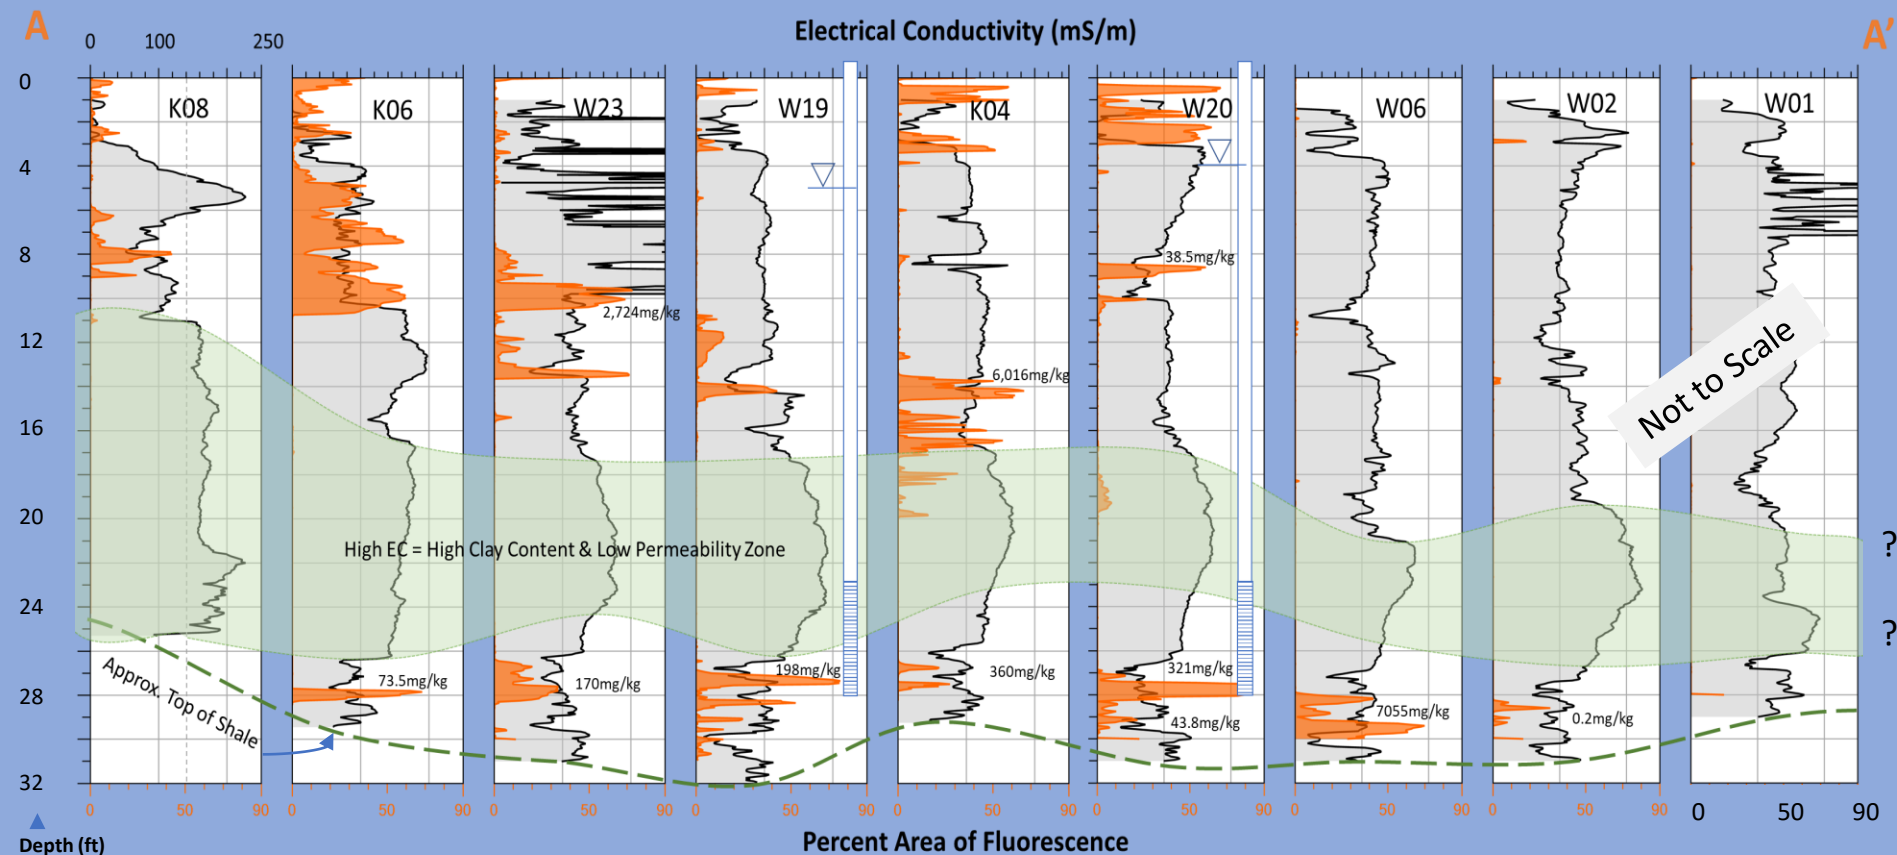 A
Electrical Conductivity (mS/m)
A'
0 100 250
0
4
8
12
16
20
24
28
32
K08
K06
W23
W19
K04
W20
W06
W02
W01
38.5mg/kg
2,724mg/kg
6,016mg/kg
Not to Scale
High EC = High Clay Content & Low Permeability Zone
?
?
Approx. Top of Shale
73.5mg/kg
170mg/kg
198mg/kg
360mg/kg
321mg/kg
43.8mg/kg
7055mg/kg
0.2mg/kg
0 50 90
0 50 90
0 50 90
0 50 90
0 50 90
0 50 90
0 50 90
0 50 90
0 50 90
Depth (ft)
Percent Area of Fluorescence